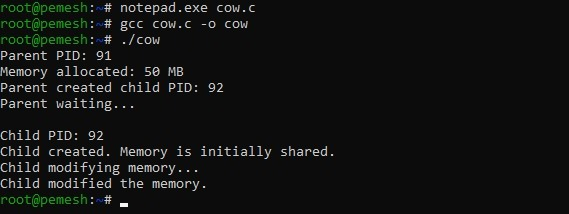 root@pemesh:~# notepad.exe cow.c
root@pemesh:~# gcc cow.c -o cow
root@pemesh:~# ./cow
Parent PID: 91
Memory allocated: 50 MB
Parent created child PID: 92
Parent waiting...
Child PID: 92
Child created. Memory is initially shared.
Child modifying memory...
Child modified the memory.
root@pemesh:~#